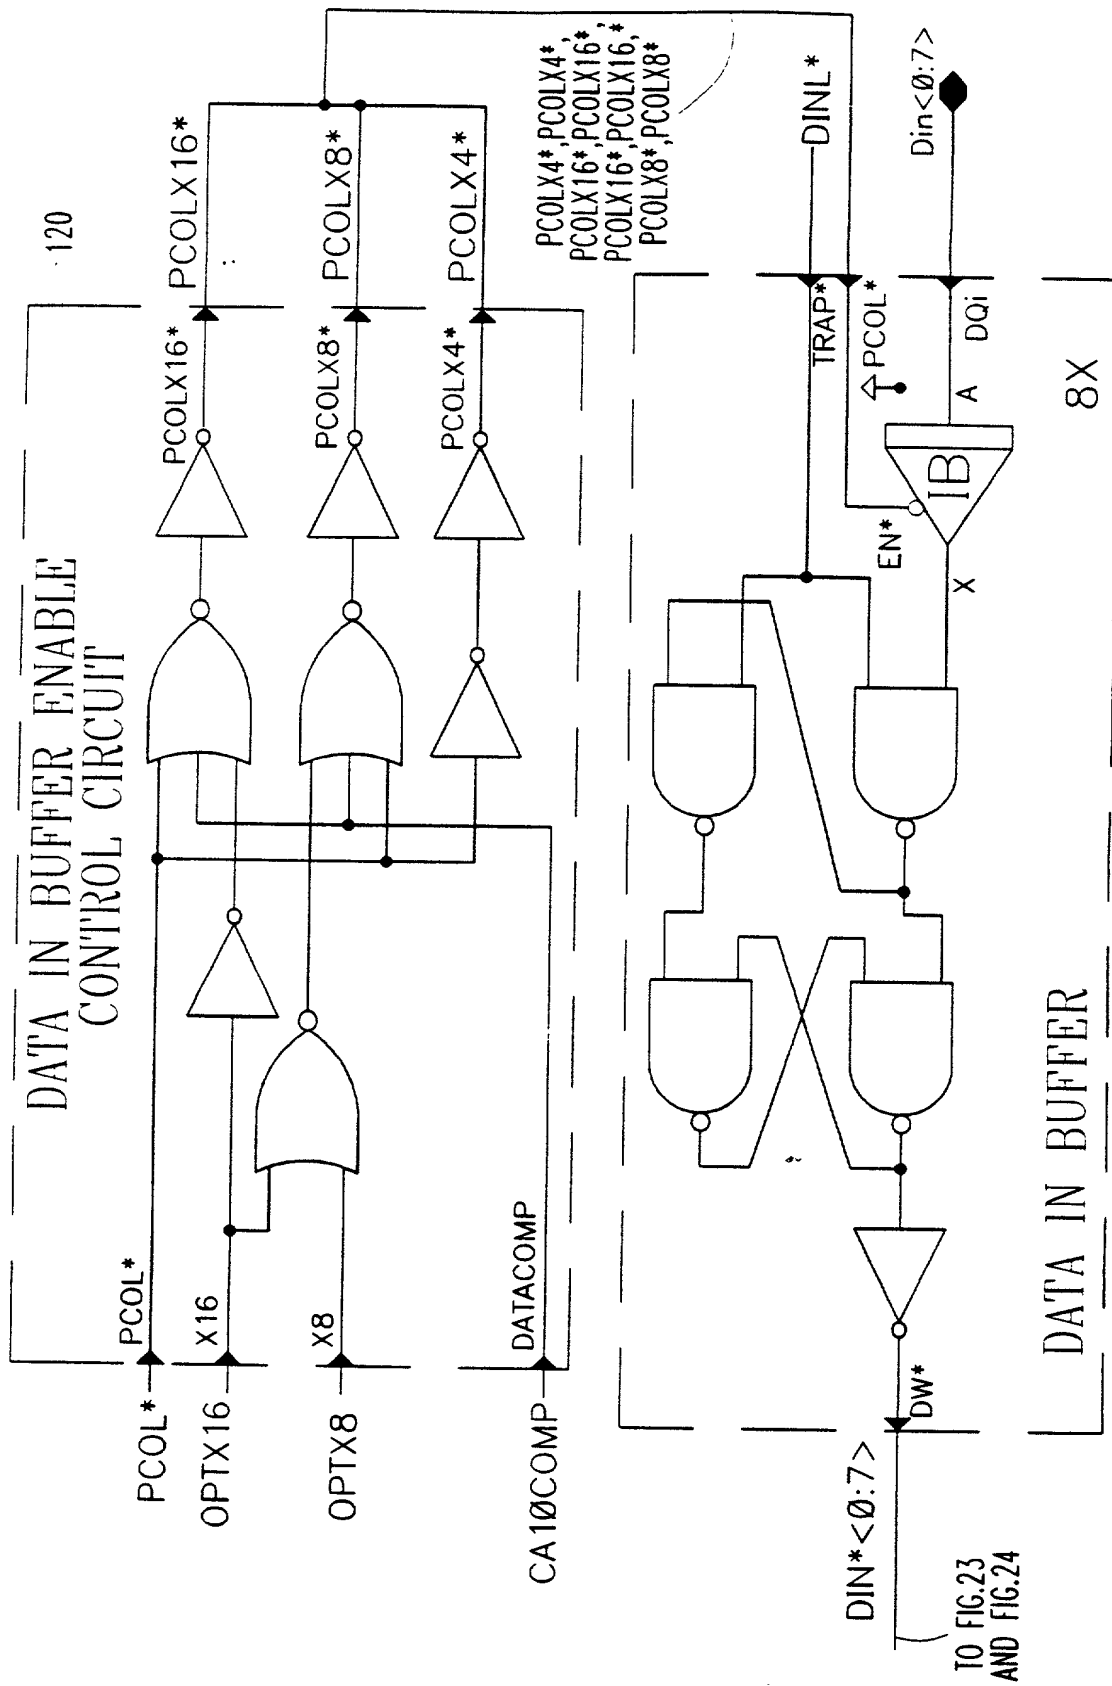 120
DATA IN BUFFER ENABLE
CONTROL CIRCUIT
PCOL*
PCOL*
OPTX16
X16
OPTX8
X8
CA10COMP
DATACOMP
PCOLX16*
PCOLX16*
PCOLX8*
PCOLX8*
PCOLX4*
PCOLX4*
PCOLX4*,PCOLX4*,
PCOLX16*,PCOLX16*,
PCOLX16*,PCOLX16,*
PCOLX8*,PCOLX8*
DINL*
Din<0:7>
TRAP*
PCOL*
DQi
A
IB
EN*
X
8X
DATA IN BUFFER
DW*
DIN*<0:7>
TO FIG.23
AND FIG.24